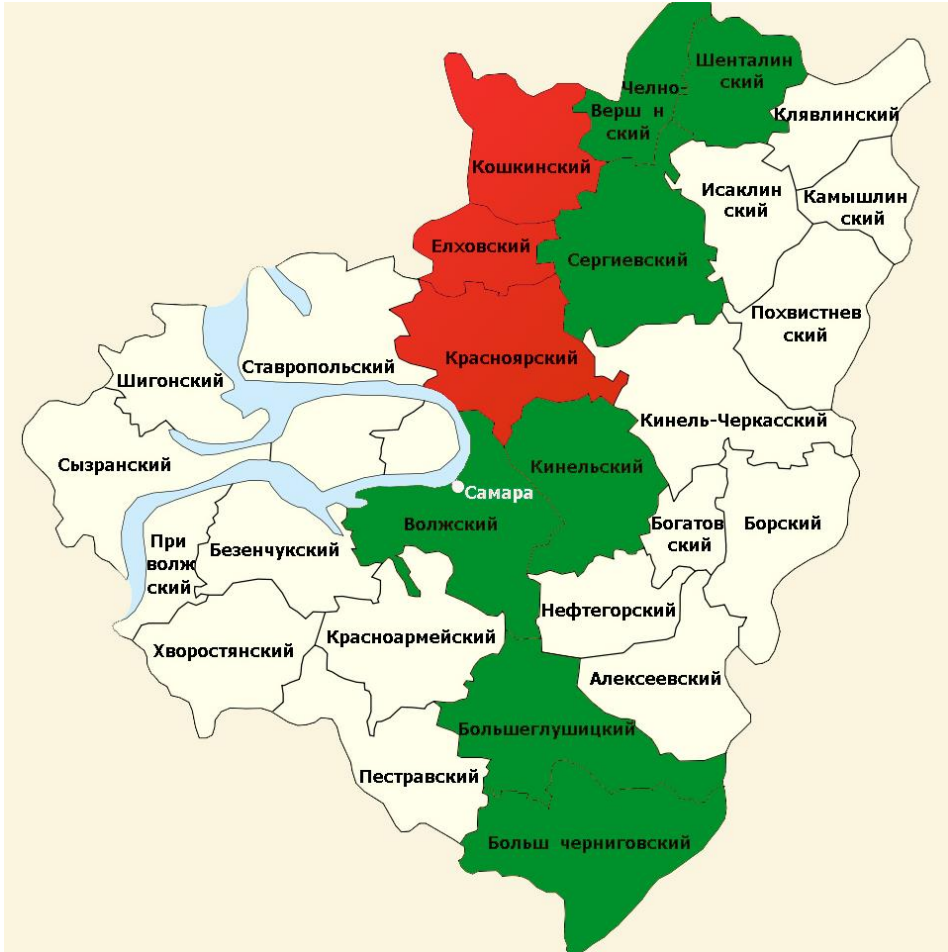 Шенталин
ский
Челно-
Верш н
ский
Клявлинский
Кошкинский
Исаклин
ский
Камышлин
ский
Елховский
Сергиевский
Похвистнев
ский
Красноярский
Ставропольский
Шигонский
Кинель-Черкасский
Сызранский
Кинельский
Самара
Волжский
Богатов
ский
Борский
При
волж
ский
Безенчукский
Нефтегорский
Красноармейский
Хворостянский
Алексеевский
Большеглушицкий
Пестравский
Больш черниговский